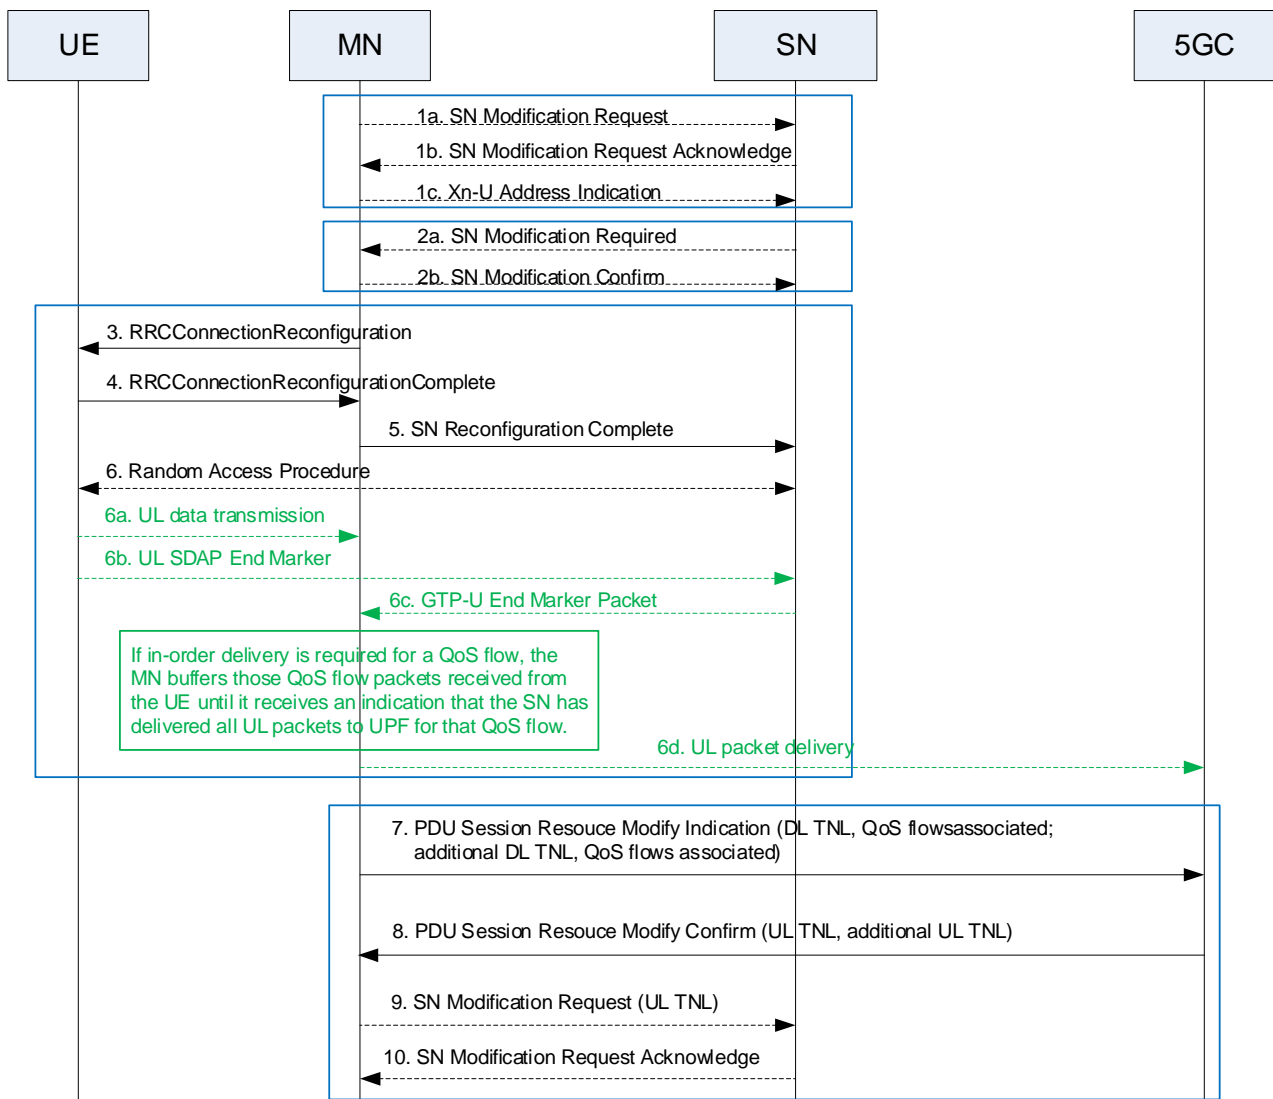 UE
MN
SN
5GC
1a. SN Modification Request
1b. SN Modification Request Acknowledge
1c. Xn-U Address Indication
2a. SN Modification Required
2b. SN Modification Confirm
3. RRCConnectionReconfiguration
4. RRCConnectionReconfigurationComplete
5. SN Reconfiguration Complete
6. Random Access Procedure
6a. UL data transmission
6b. UL SDAP End Marker
6c. GTP-U End Marker Packet
If in-order delivery is required for a QoS flow, the
MN buffers those QoS flow packets received from
the UE until it receives an indication that the SN has
delivered all UL packets to UPF for that QoS flow.
6d. UL packet delivery
7. PDU Session Resouce Modify Indication (DL TNL, QoS flowsassociated;
additional DL TNL, QoS flows associated)
8. PDU Session Resouce Modify Confirm (UL TNL, additional UL TNL)
9. SN Modification Request (UL TNL)
10. SN Modification Request Acknowledge